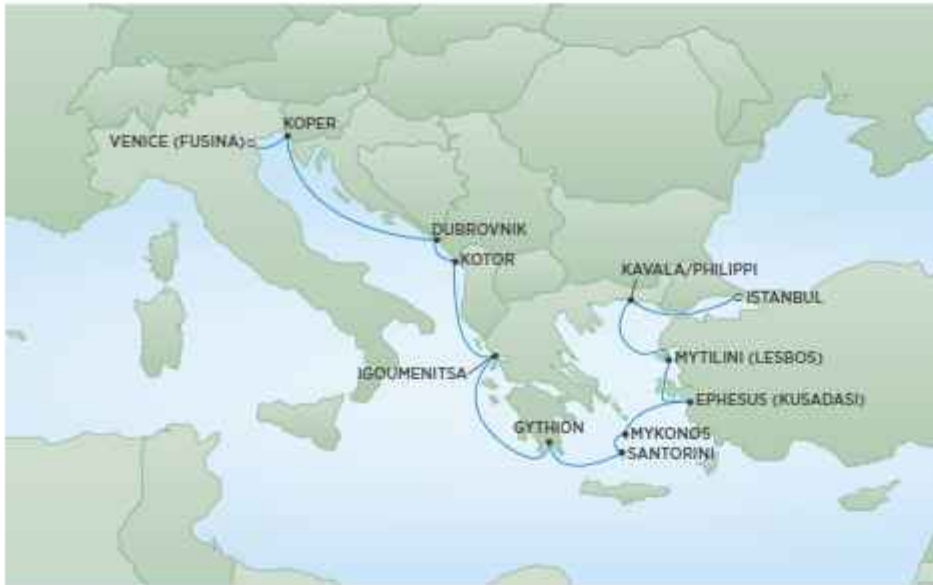 KOPER
VENICE (FUSINA)
DUBROVNIK
KOTOR
KAVALA/PHILIPPI
ISTANBUL
MYTILINI (LESBOS)
IGOUMENITSA
EPHESUS (KUSADASI)
GYTHION
MYKONOS
SANTORINI